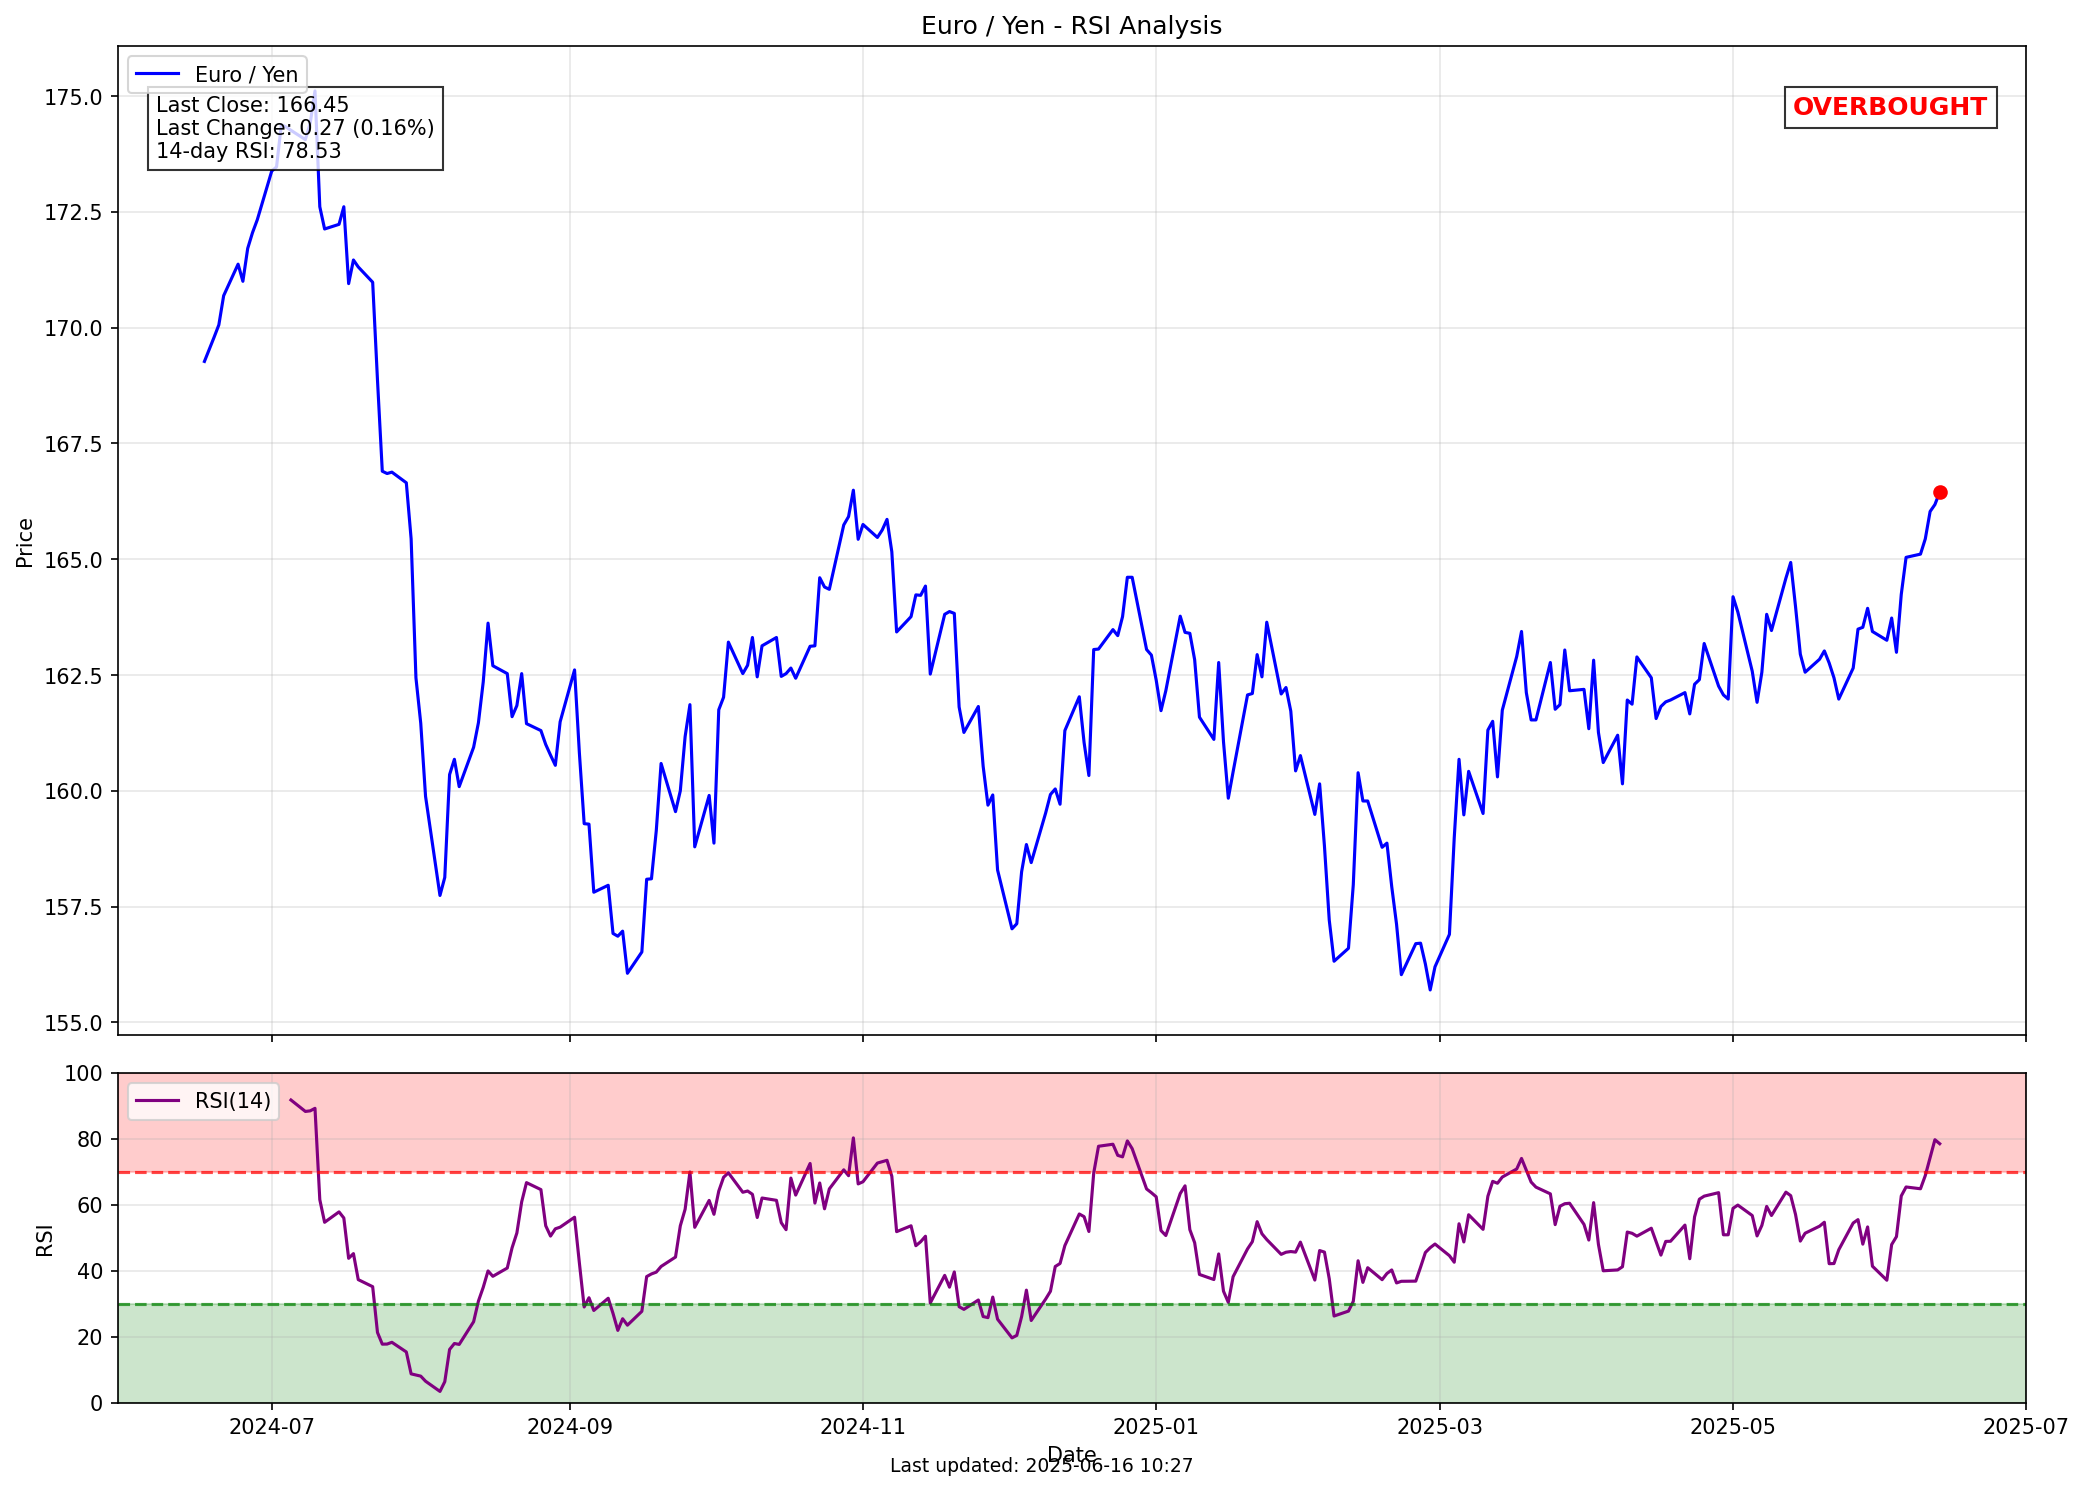 Euro / Yen - RSI Analysis
Euro / Yen
Last Close: 166.45
Last Change: 0.27 (0.16%)
14-day RSI: 78.53
OVERBOUGHT
Price
175.0
172.5
170.0
167.5
165.0
162.5
160.0
157.5
155.0
RSI(14)
RSI
100
80
60
40
20
0
2024-07
2024-09
2024-11
2025-01
2025-03
2025-05
2025-07
Date
Last updated: 2025-06-16 10:27